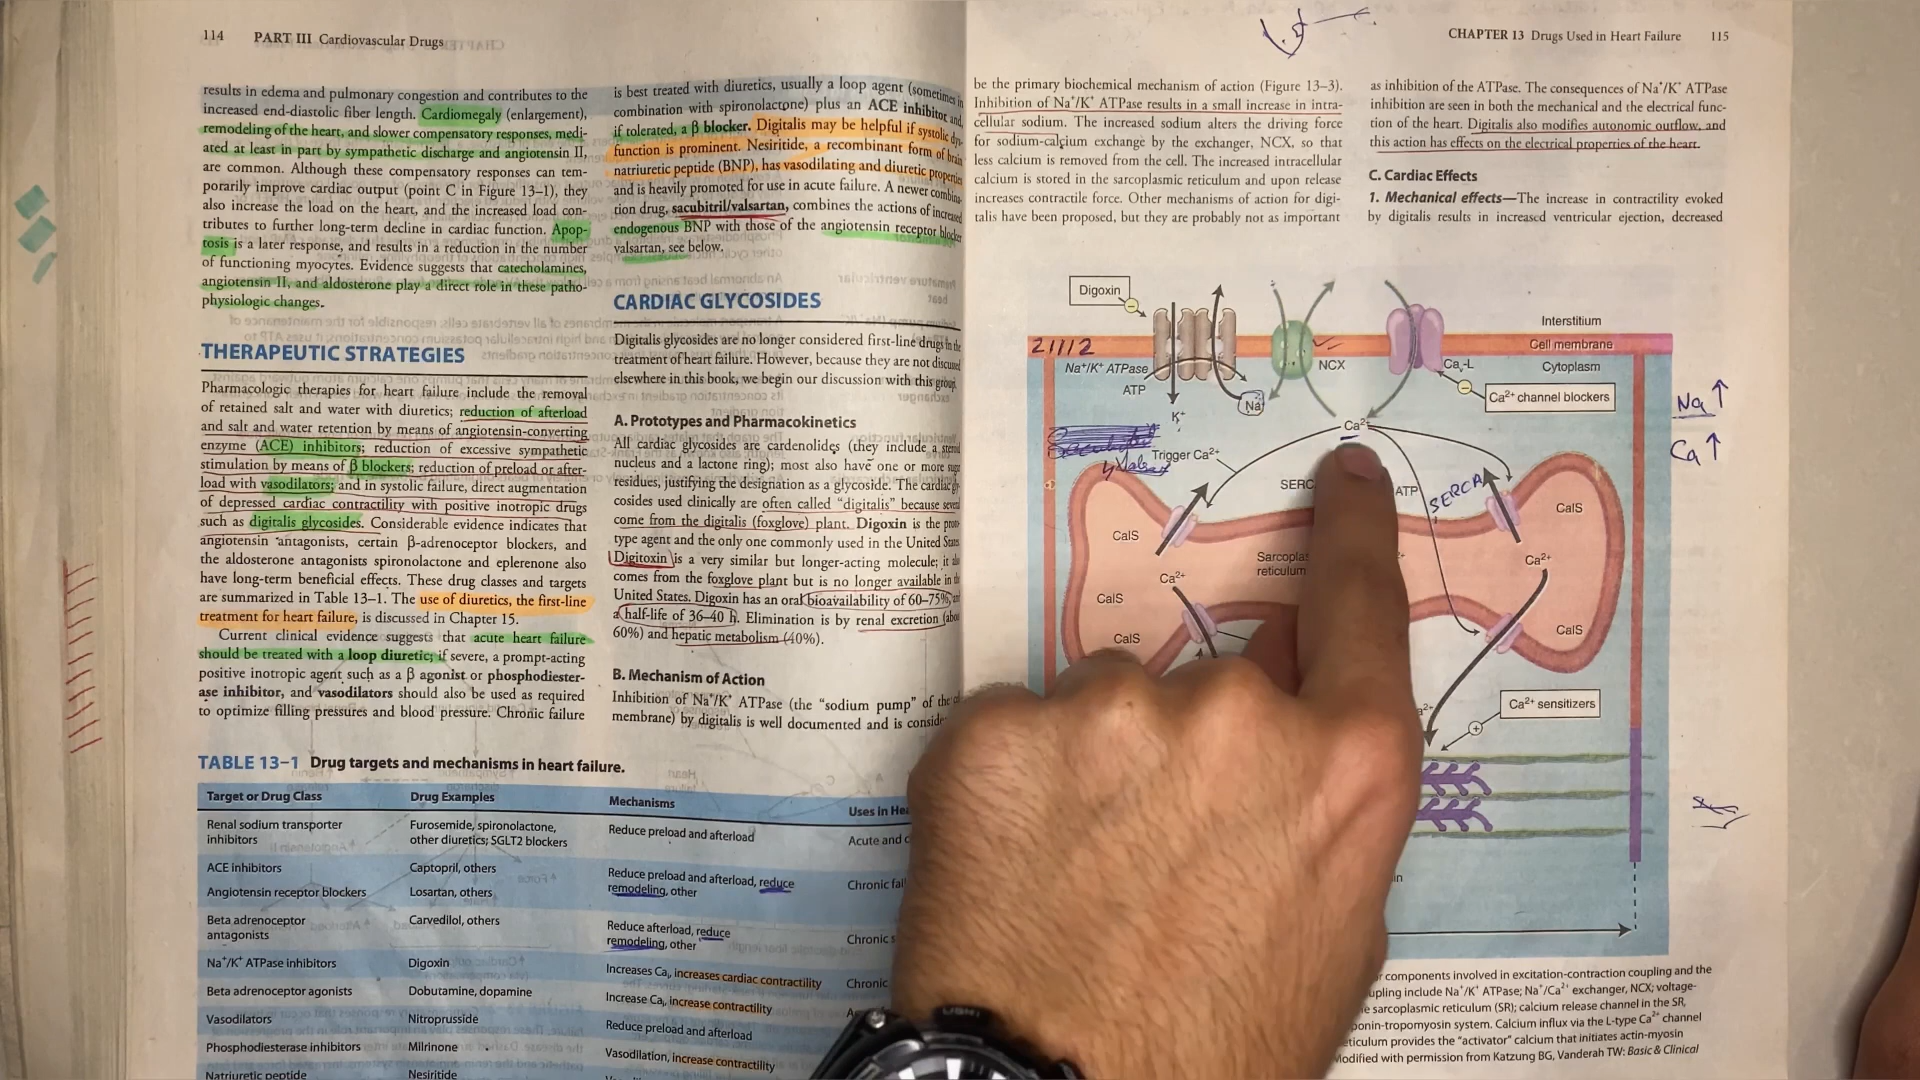 114 PART III Cardiovascular Drugs
results in edema and pulmonary congestion and contributes to the
increased end-diastolic fiber length. Cardiomegaly (enlargement),
remodeling of the heart, and slower compensatory responses, medi-
ated at least in part by sympathetic discharge and angiotensin II,
are common. Although these compensatory responses can tem-
porarily improve cardiac output (point C in Figure 13–1), they
also increase the load on the heart, and the increased load con-
tributes to further long-term decline in cardiac function. Apop-
tosis is a later response, and results in a reduction in the number
of functioning myocytes. Evidence suggests that catecholamines,
angiotensin II, and aldosterone play a direct role in these patho-
physiologic changes.
THERAPEUTIC STRATEGIES
Pharmacologic therapies for heart failure include the removal
of retained salt and water with diuretics; reduction of afterload
and salt and water retention by means of angiotensin-converting
enzyme (ACE) inhibitors; reduction of excessive sympathetic
stimulation by means of β blockers; reduction of preload or after-
load with vasodilators; and in systolic failure, direct augmentation
of depressed cardiac contractility with positive inotropic drugs
such as digitalis glycosides. Considerable evidence indicates that
angiotensin antagonists, certain β-adrenoceptor blockers, and
the aldosterone antagonists spironolactone and eplerenone also
have long-term beneficial effects. These drug classes and targets
are summarized in Table 13–1. The use of diuretics, the first-line
treatment for heart failure, is discussed in Chapter 15.
Current clinical evidence suggests that acute heart failure
should be treated with a loop diuretic; if severe, a prompt-acting
positive inotropic agent such as a β agonist or phosphodiester-
ase inhibitor, and vasodilators should also be used as required
to optimize filling pressures and blood pressure. Chronic failure
is best treated with diuretics, usually a loop agent (sometimes in
combination with spironolactone) plus an ACE inhibitor and,
if tolerated, a β blocker. Digitalis may be helpful if systolic dys-
function is prominent. Nesiritide, a recombinant form of brain
natriuretic peptide (BNP), has vasodilating and diuretic properties
and is heavily promoted for use in acute failure. A newer combina-
tion drug, sacubitril/valsartan, combines the actions of increased
endogenous BNP with those of the angiotensin receptor blocker
valsartan, see below.
CARDIAC GLYCOSIDES
Digitalis glycosides are no longer considered first-line drugs in the
treatment of heart failure. However, because they are not discussed
elsewhere in this book, we begin our discussion with this group.
A. Prototypes and Pharmacokinetics
All cardiac glycosides are cardenolides (they include a steroid
nucleus and a lactone ring); most also have one or more sugar
residues, justifying the designation as a glycoside. The cardiac gly-
cosides used clinically are often called “digitalis” because several
come from the digitalis (foxglove) plant. Digoxin is the proto-
type agent and the only one commonly used in the United States.
Digitoxin is a very similar but longer-acting molecule; it also
comes from the foxglove plant but is no longer available in the
United States. Digoxin has an oral bioavailability of 60–75%, and
a half-life of 36–40 h. Elimination is by renal excretion (about
60%) and hepatic metabolism (40%).
B. Mechanism of Action
Inhibition of Na+/K+ ATPase (the “sodium pump” of the cell
membrane) by digitalis is well documented and is conside
TABLE 13–1 Drug targets and mechanisms in heart failure.
Target or Drug Class Drug Examples Mechanisms Uses in Hea
Renal sodium transporter inhibitors Furosemide, spironolactone, other diuretics; SGLT2 blockers Reduce preload and afterload Acute and c
ACE inhibitors Captopril, others Reduce preload and afterload, reduce remodeling, other Chronic fail
Angiotensin receptor blockers Losartan, others
Beta adrenoceptor antagonists Carvedilol, others Reduce afterload, reduce remodeling, other Chronic s
Na+/K+ ATPase inhibitors Digoxin Increases Cai, increases cardiac contractility Chronic
Beta adrenoceptor agonists Dobutamine, dopamine Increase Cai, increase contractility A
Vasodilators Nitroprusside Reduce preload and afterload
Phosphodiesterase inhibitors Milrinone Vasodilation, increase contractility
Natriuretic peptide Nesiritide
CHAPTER 13 Drugs Used in Heart Failure 115
be the primary biochemical mechanism of action (Figure 13–3).
Inhibition of Na+/K+ ATPase results in a small increase in intra-
cellular sodium. The increased sodium alters the driving force
for sodium-calcium exchange by the exchanger, NCX, so that
less calcium is removed from the cell. The increased intracellular
calcium is stored in the sarcoplasmic reticulum and upon release
increases contractile force. Other mechanisms of action for digi-
talis have been proposed, but they are probably not as important
as inhibition of the ATPase. The consequences of Na+/K+ ATPase
inhibition are seen in both the mechanical and the electrical func-
tion of the heart. Digitalis also modifies autonomic outflow, and
this action has effects on the electrical properties of the heart.
C. Cardiac Effects
1. Mechanical effects—The increase in contractility evoked
by digitalis results in increased ventricular ejection, decreased
Digoxin
Interstitium
21112
Cell membrane
Na+/K+ ATPase
NCX
Cav-L
Cytoplasm
ATP
Ca2+ channel blockers
Na+
K+
Na ↑
Ca2+
Ca ↑
Trigger Ca2+
SERC
ATP
SERCA
CalS
CalS
Sarcoplas
reticulum
Ca2+
Ca2+
CalS
CalS
CalS
Ca2+ sensitizers
r components involved in excitation-contraction coupling and the
upling include Na+/K+ ATPase; Na+/Ca2+ exchanger, NCX; voltage-
e sarcoplasmic reticulum (SR); calcium release channel in the SR,
ponin-tropomyosin system. Calcium influx via the L-type Ca2+ channel
eticulum provides the “activator” calcium that initiates actin-myosin
Modified with permission from Katzung BG, Vanderah TW: Basic & Clinical